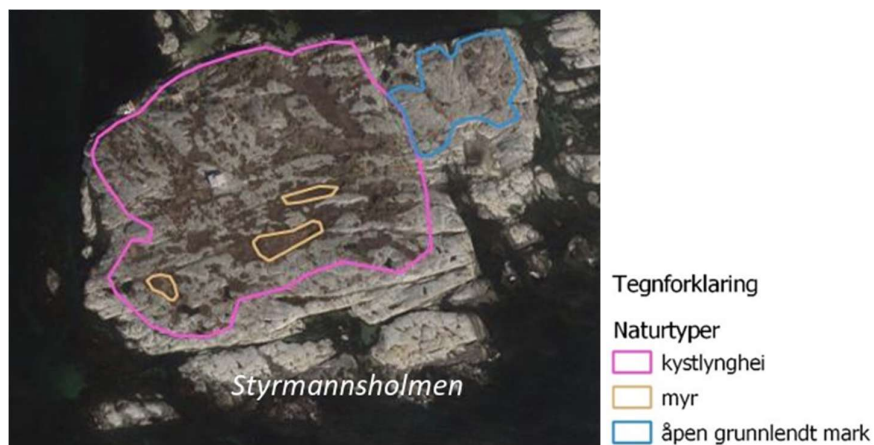 Styrmannsholmen
Tegnforklaring
Naturtyper
kystlynghei
myr
åpen grunnlendt mark